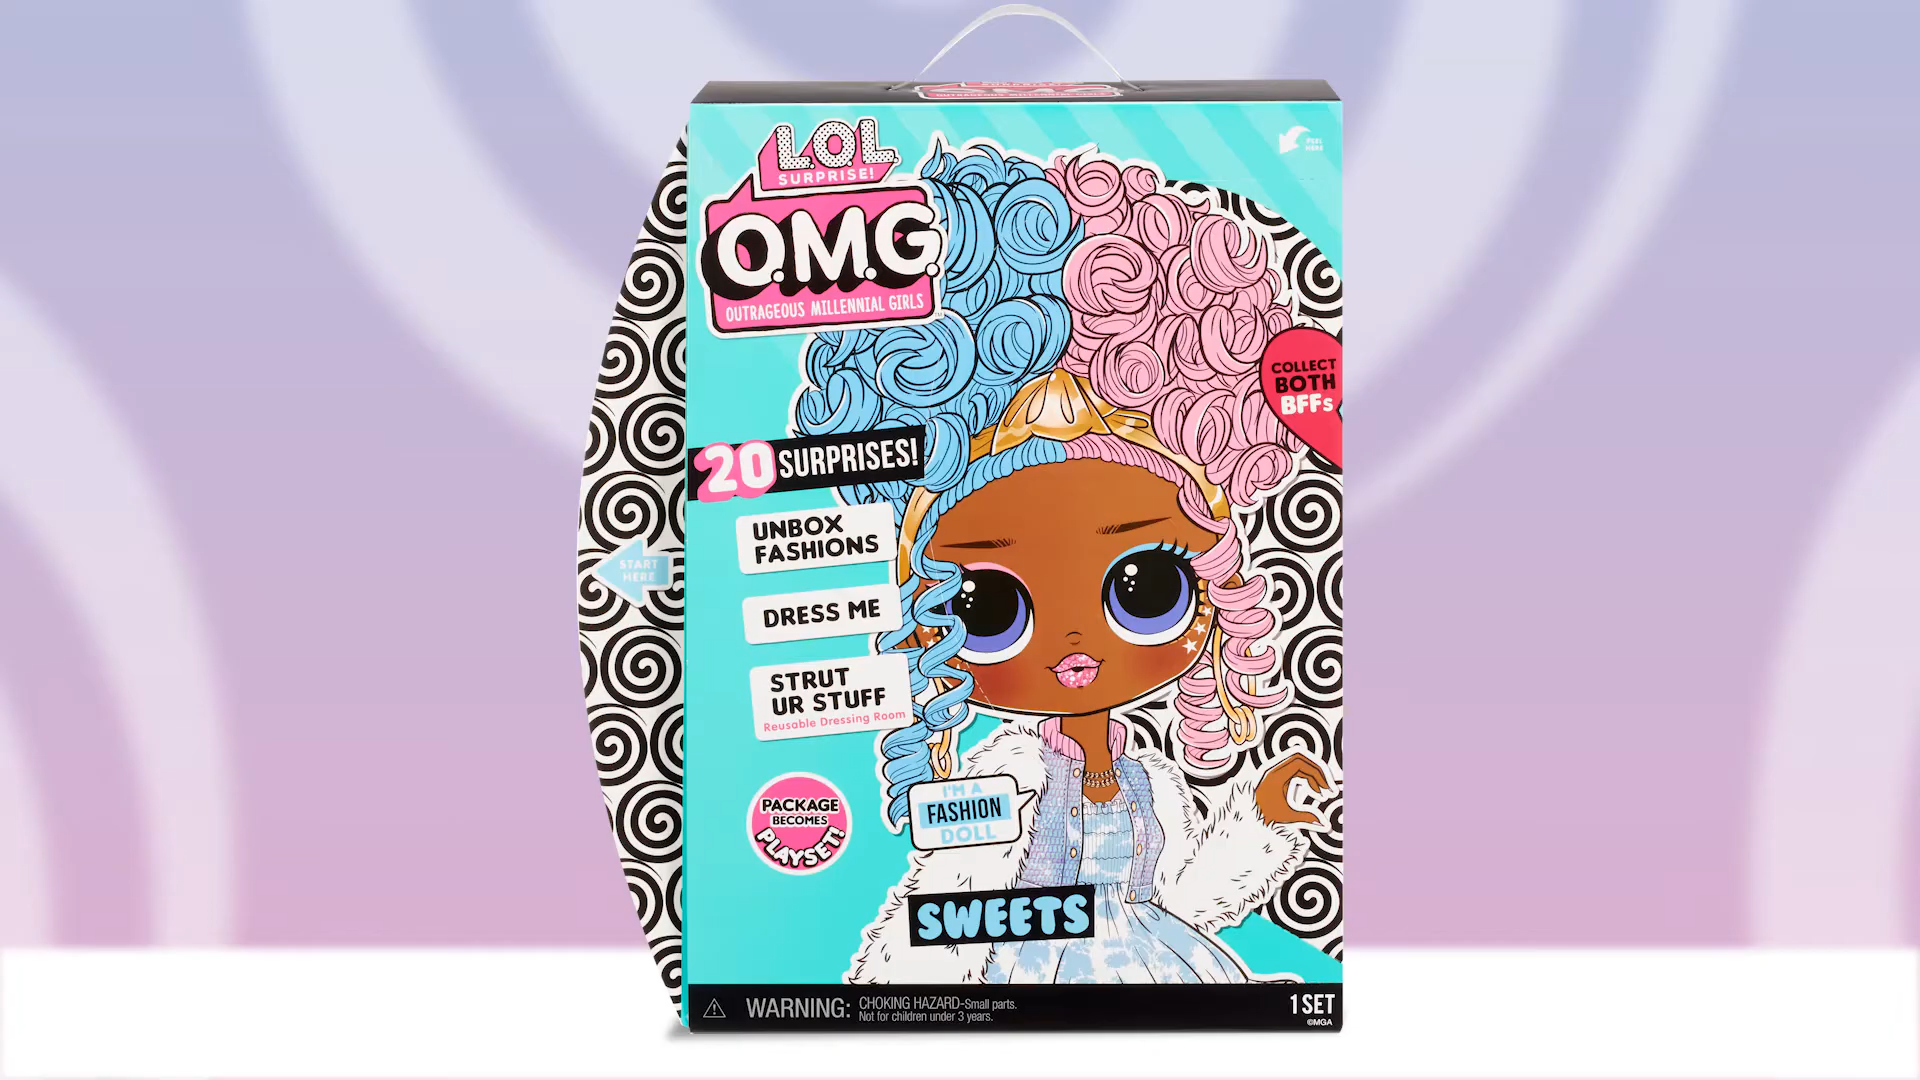 L.O.L.
SURPRISE!
O.M.G.
OUTRAGEOUS MILLENNIAL GIRLS
PEEL
HERE
COLLECT
BOTH
BFFs
20 SURPRISES!
UNBOX
FASHIONS
START
HERE
DRESS ME
STRUT
UR STUFF
Reusable Dressing Room
PACKAGE
BECOMES
PLAYSET!
I'M A
FASHION
DOLL
SWEETS
WARNING: CHOKING HAZARD-Small parts.
Not for children under 3 years.
1 SET
©MGA